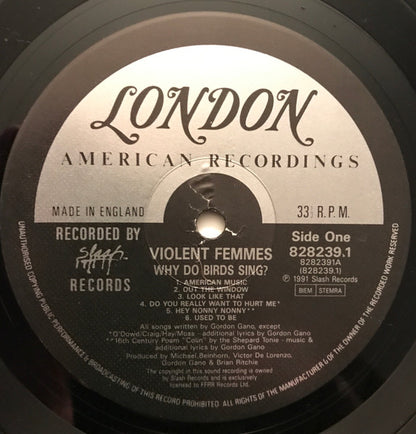 LONDON
AMERICAN RECORDINGS
MADE IN ENGLAND
33⅓ R.P.M.
RECORDED BY
Slash
RECORDS
VIOLENT FEMMES
WHY DO BIRDS SING?
1. AMERICAN MUSIC
2. OUT THE WINDOW
3. LOOK LIKE THAT
4. DO YOU REALLY WANT TO HURT ME*
5. HEY NONNY NONNY**
6. USED TO BE
Side One
828239.1
8282391A
(828239.1)
℗ 1991 Slash Records
BIEM STEMRA
All songs written by Gordon Gano, except
*O'Dowd/Craig/Hay/Moss - additional lyrics by Gordon Gano
**16th Century Poem "Colin" by the Shepard Tonie - music &
additional lyrics by Gordon Gano
Produced by Michael Beinhorn, Victor De Lorenzo,
Gordon Gano & Brian Ritchie
The copyright in this sound recording is owned
by Slash Records and is exclusively
licensed to FFRR Records Ltd.
UNAUTHORISED COPYING PUBLIC PERFORMANCE & BROADCASTING OF THIS RECORD PROHIBITED. ALL RIGHTS OF THE MANUFACTURER & OF THE OWNER OF THE RECORDED WORK RESERVED